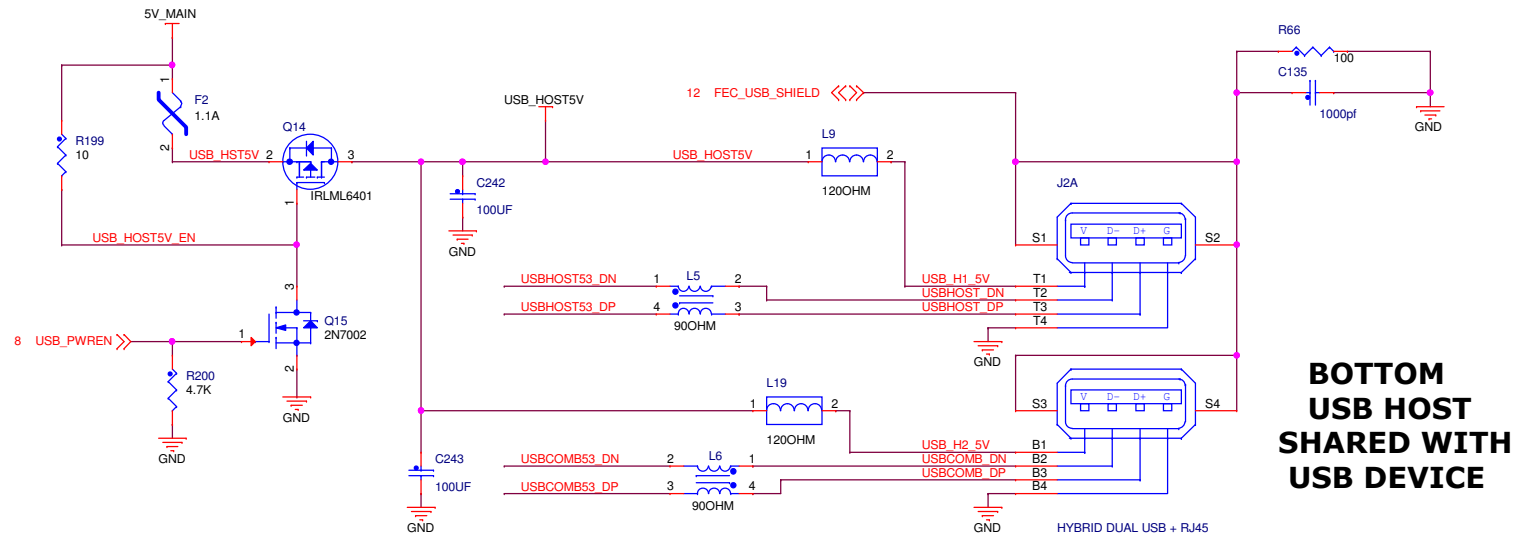 5V_MAIN
1
F2
1.1A
2
R199
10
USB_HST5V
2
Q14
3
IRLML6401
1
USB_HOST5V_EN
3
Q15
2N7002
1
2
8 USB_PWREN
R200
4.7K
GND
GND
USB_HOST5V
C242
100UF
GND
USB_HOST5V
L9
1
2
120OHM
12 FEC_USB_SHIELD
R66
100
C135
1000pf
GND
J2A
V D- D+ G
S1
S2
USBHOST53_DN
1
L5
2
USBHOST53_DP
4
3
90OHM
USB_H1_5V
T1
USBHOST_DN
T2
USBHOST_DP
T3
T4
GND
L19
1
2
120OHM
V D- D+ G
S3
S4
C243
100UF
GND
USBCOMB53_DN
2
L6
1
USBCOMB53_DP
3
4
90OHM
USB_H2_5V
B1
USBCOMB_DN
B2
USBCOMB_DP
B3
B4
GND
HYBRID DUAL USB + RJ45
BOTTOM
USB HOST
SHARED WITH
USB DEVICE